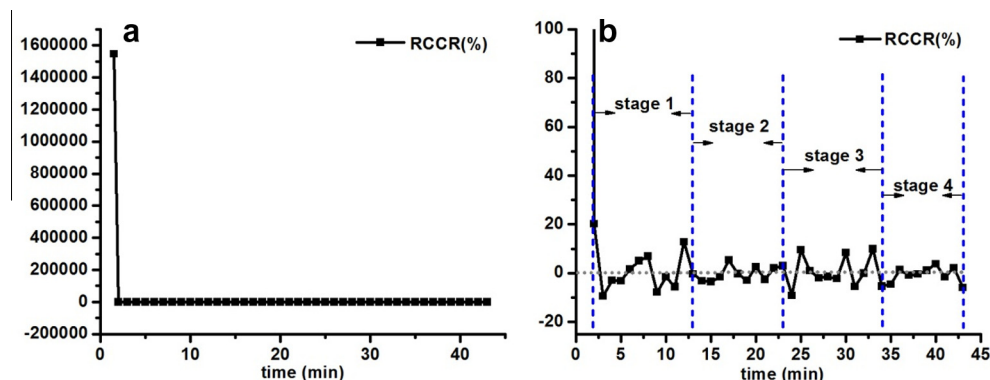 a
RCCR(%)
1600000
1400000
1200000
1000000
800000
600000
400000
200000
0
-200000
0 10 20 30 40
time (min)
b
RCCR(%)
100
80
60
40
20
0
-20
stage 1
stage 2
stage 3
stage 4
0 5 10 15 20 25 30 35 40 45
time (min)